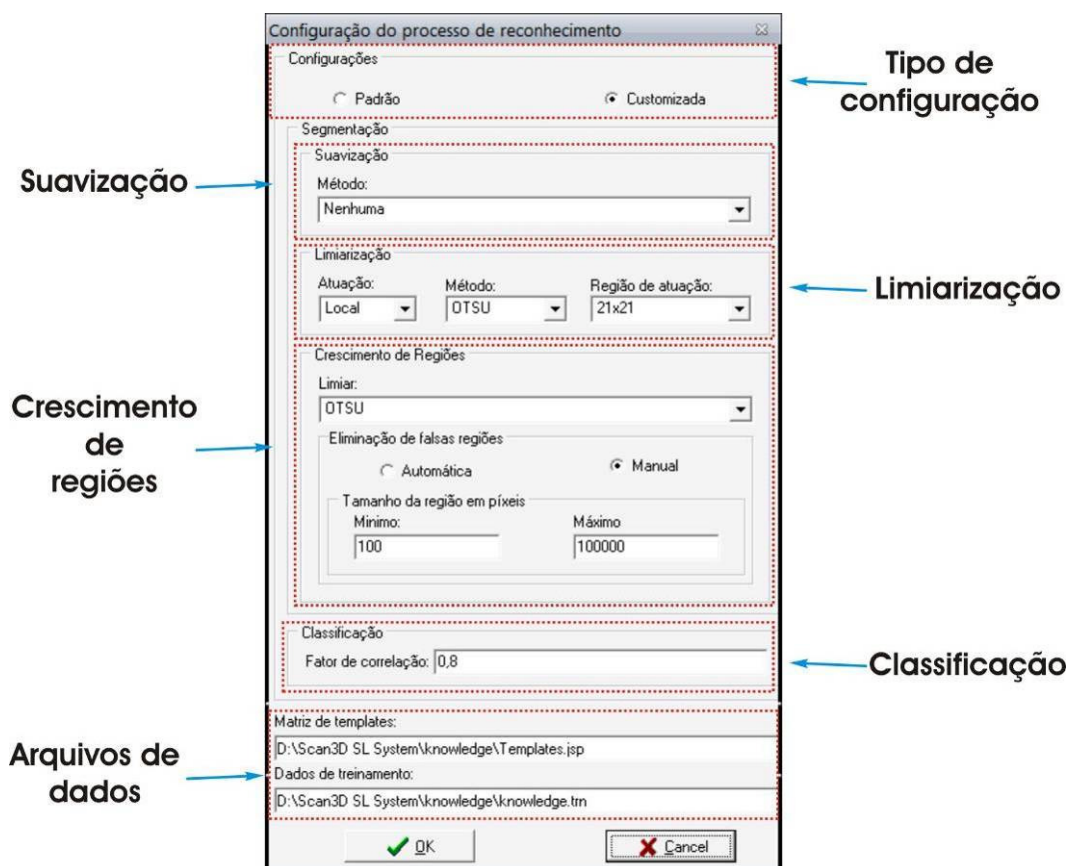 Configuração do processo de reconhecimento
Configurações
Padrão
Customizada
Tipo de
configuração
Segmentação
Suavização
Suavização
Método:
Nenhuma
Limiarização
Atuação:
Método:
Região de atuação:
Local
OTSU
21x21
Limiarização
Crescimento de Regiões
Limiar:
OTSU
Crescimento
de
regiões
Eliminação de falsas regiões
Automática
Manual
Tamanho da região em píxeis
Minimo:
Máximo
100
100000
Classificação
Fator de correlação:
0,8
Classificação
Matriz de templates:
D:\Scan3D SL System\knowledge\Templates.jsp
Dados de treinamento:
D:\Scan3D SL System\knowledge\knowledge.trn
Arquivos de
dados
OK
Cancel